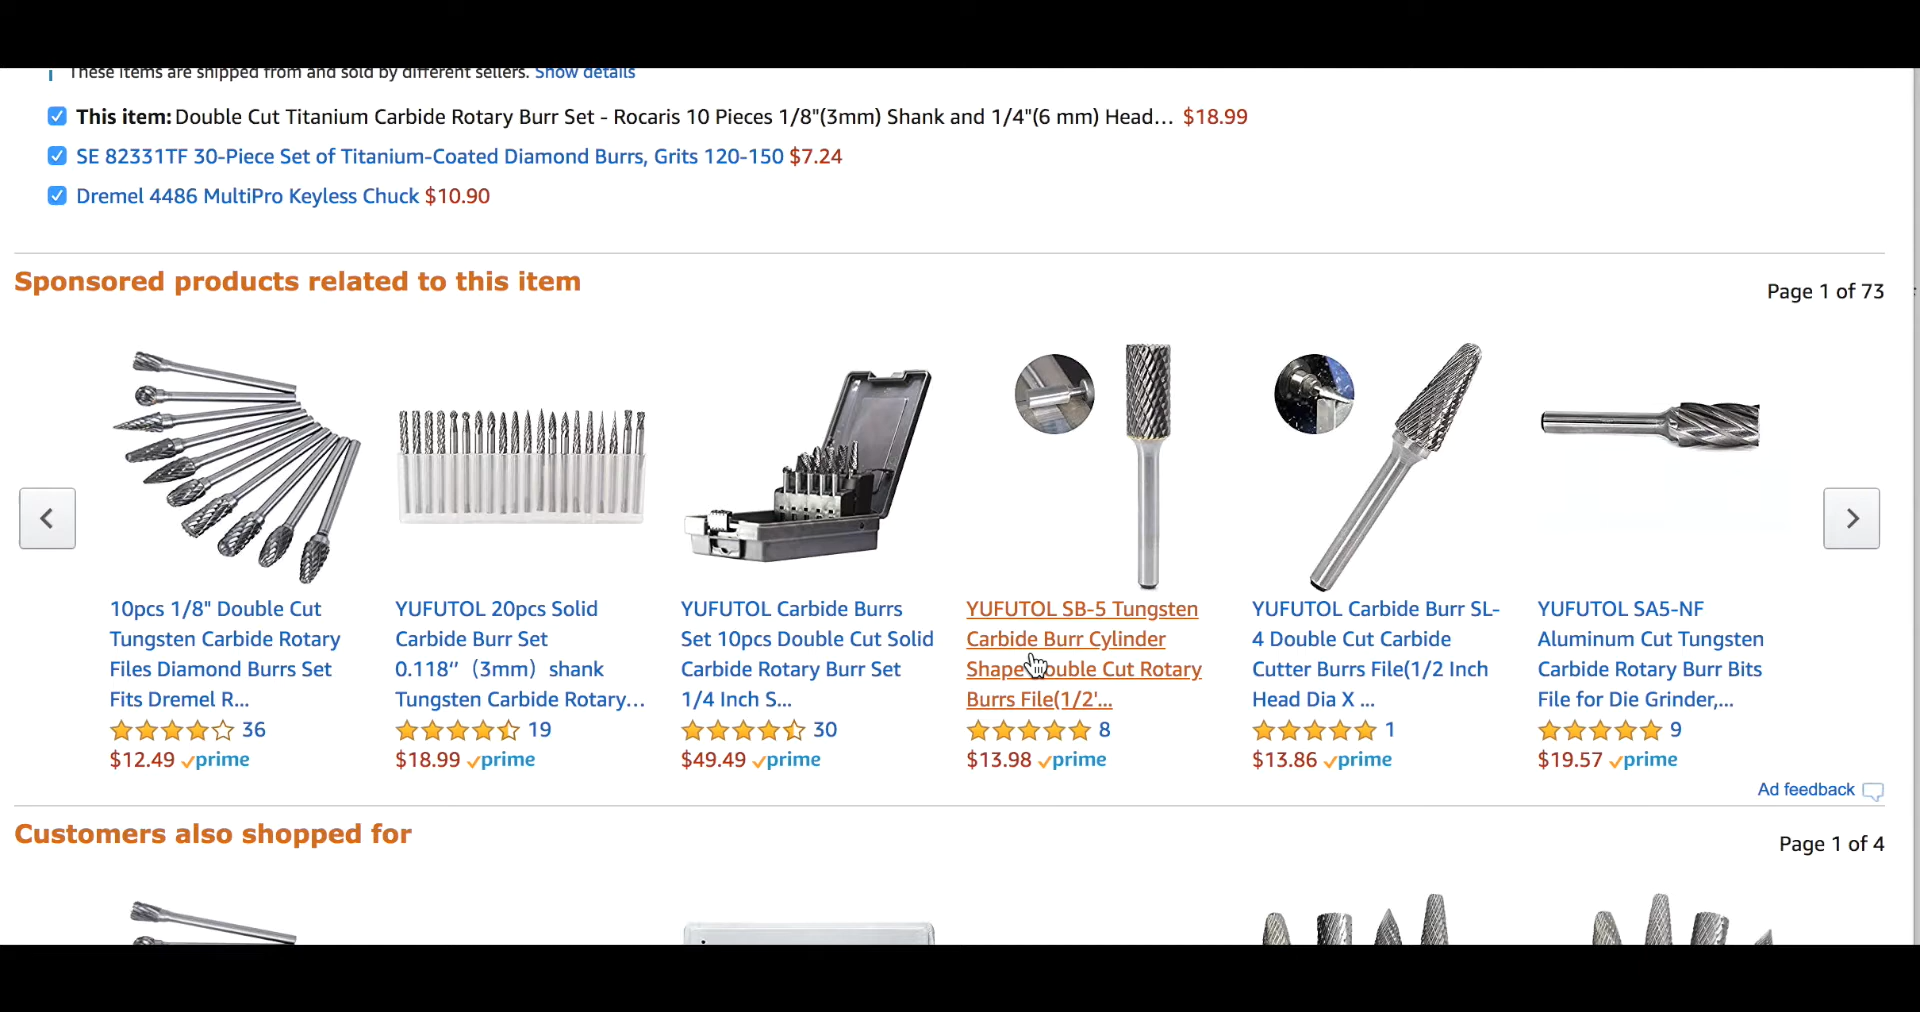 These items are shipped from and sold by different sellers. Show details
This item: Double Cut Titanium Carbide Rotary Burr Set - Rocaris 10 Pieces 1/8"(3mm) Shank and 1/4"(6 mm) Head… $18.99
SE 82331TF 30-Piece Set of Titanium-Coated Diamond Burrs, Grits 120-150 $7.24
Dremel 4486 MultiPro Keyless Chuck $10.90
Sponsored products related to this item
Page 1 of 73
10pcs 1/8" Double Cut
Tungsten Carbide Rotary
Files Diamond Burrs Set
Fits Dremel R...
36
$12.49 prime
YUFUTOL 20pcs Solid
Carbide Burr Set
0.118‘’（3mm）shank
Tungsten Carbide Rotary...
19
$18.99 prime
YUFUTOL Carbide Burrs
Set 10pcs Double Cut Solid
Carbide Rotary Burr Set
1/4 Inch S...
30
$49.49 prime
YUFUTOL SB-5 Tungsten
Carbide Burr Cylinder
Shape Double Cut Rotary
Burrs File(1/2'...
8
$13.98 prime
YUFUTOL Carbide Burr SL-
4 Double Cut Carbide
Cutter Burrs File(1/2 Inch
Head Dia X ...
1
$13.86 prime
YUFUTOL SA5-NF
Aluminum Cut Tungsten
Carbide Rotary Burr Bits
File for Die Grinder,...
9
$19.57 prime
Ad feedback
Customers also shopped for
Page 1 of 4